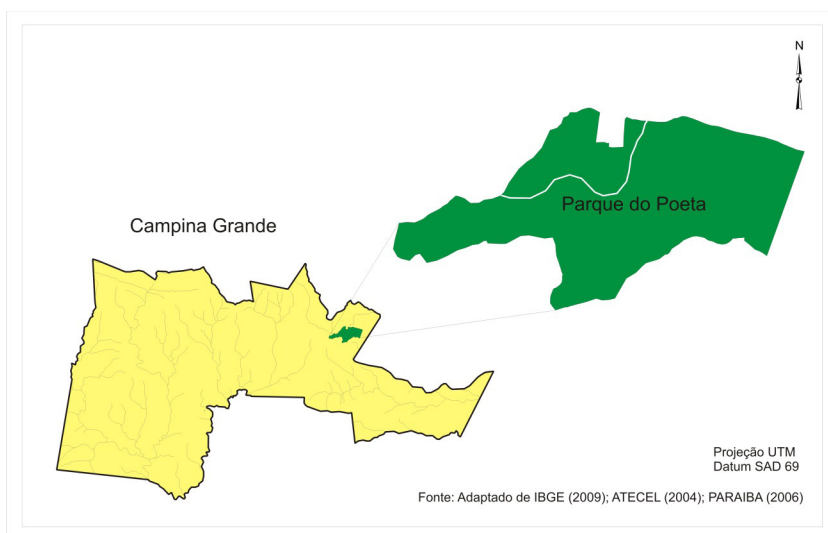 N
Parque do Poeta
Campina Grande
Projeção UTM
Datum SAD 69
Fonte: Adaptado de IBGE (2009); ATECEL (2004); PARAIBA (2006)